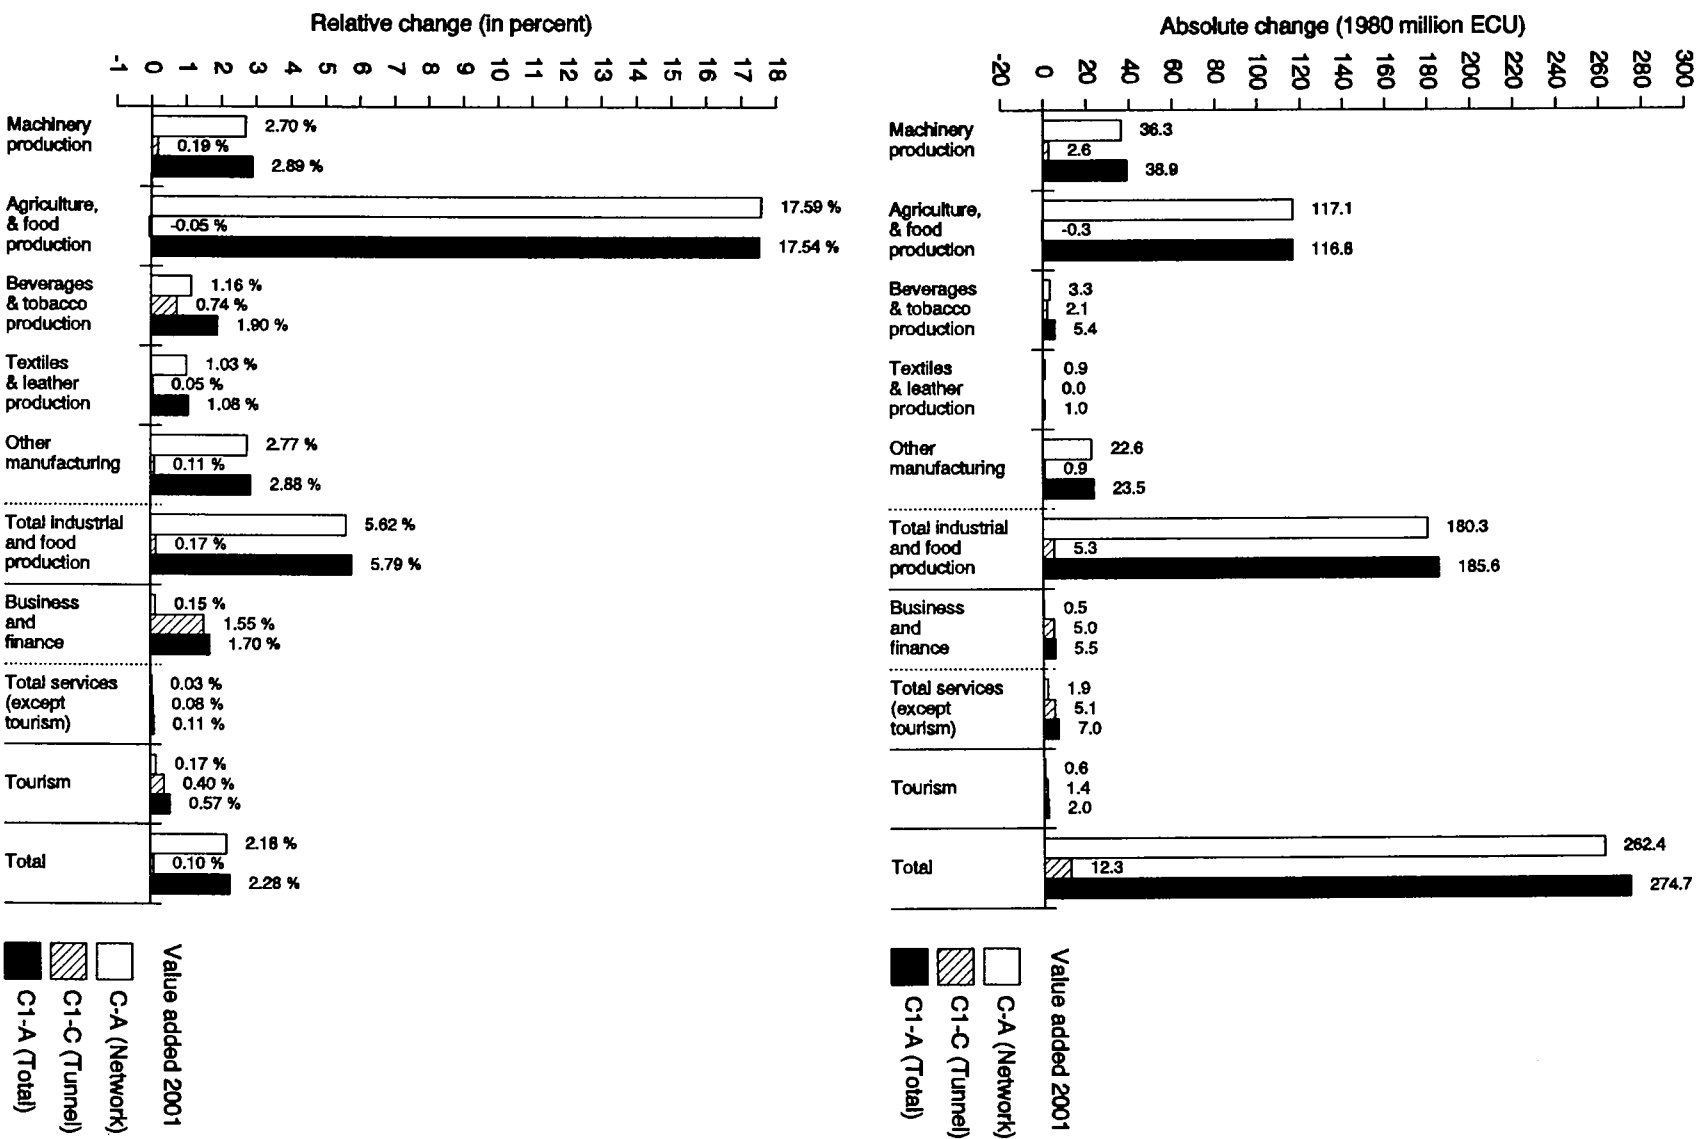 Relative change (in percent)
-1 0 1 2 3 4 5 6 7 8 9 10 11 12 13 14 15 16 17 18
Machinery
production
2.70 %
0.19 %
2.89 %
Agriculture,
& food
production
17.59 %
-0.05 %
17.54 %
Beverages
& tobacco
production
1.16 %
0.74 %
1.90 %
Textiles
& leather
production
1.03 %
0.05 %
1.08 %
Other
manufacturing
2.77 %
0.11 %
2.88 %
Total industrial
and food
production
5.62 %
0.17 %
5.79 %
Business
and
finance
0.15 %
1.55 %
1.70 %
Total services
(except
tourism)
0.03 %
0.08 %
0.11 %
Tourism
0.17 %
0.40 %
0.57 %
Total
2.18 %
0.10 %
2.28 %
Value added 2001
C-A (Network)
C1-C (Tunnel)
C1-A (Total)
Absolute change (1980 million ECU)
-20 0 20 40 60 80 100 120 140 160 180 200 220 240 260 280 300
Machinery
production
36.3
2.6
38.9
Agriculture,
& food
production
117.1
-0.3
116.8
Beverages
& tobacco
production
3.3
2.1
5.4
Textiles
& leather
production
0.9
0.0
1.0
Other
manufacturing
22.6
0.9
23.5
Total industrial
and food
production
180.3
5.3
185.6
Business
and
finance
0.5
5.0
5.5
Total services
(except
tourism)
1.9
5.1
7.0
Tourism
0.6
1.4
2.0
Total
262.4
12.3
274.7
Value added 2001
C-A (Network)
C1-C (Tunnel)
C1-A (Total)